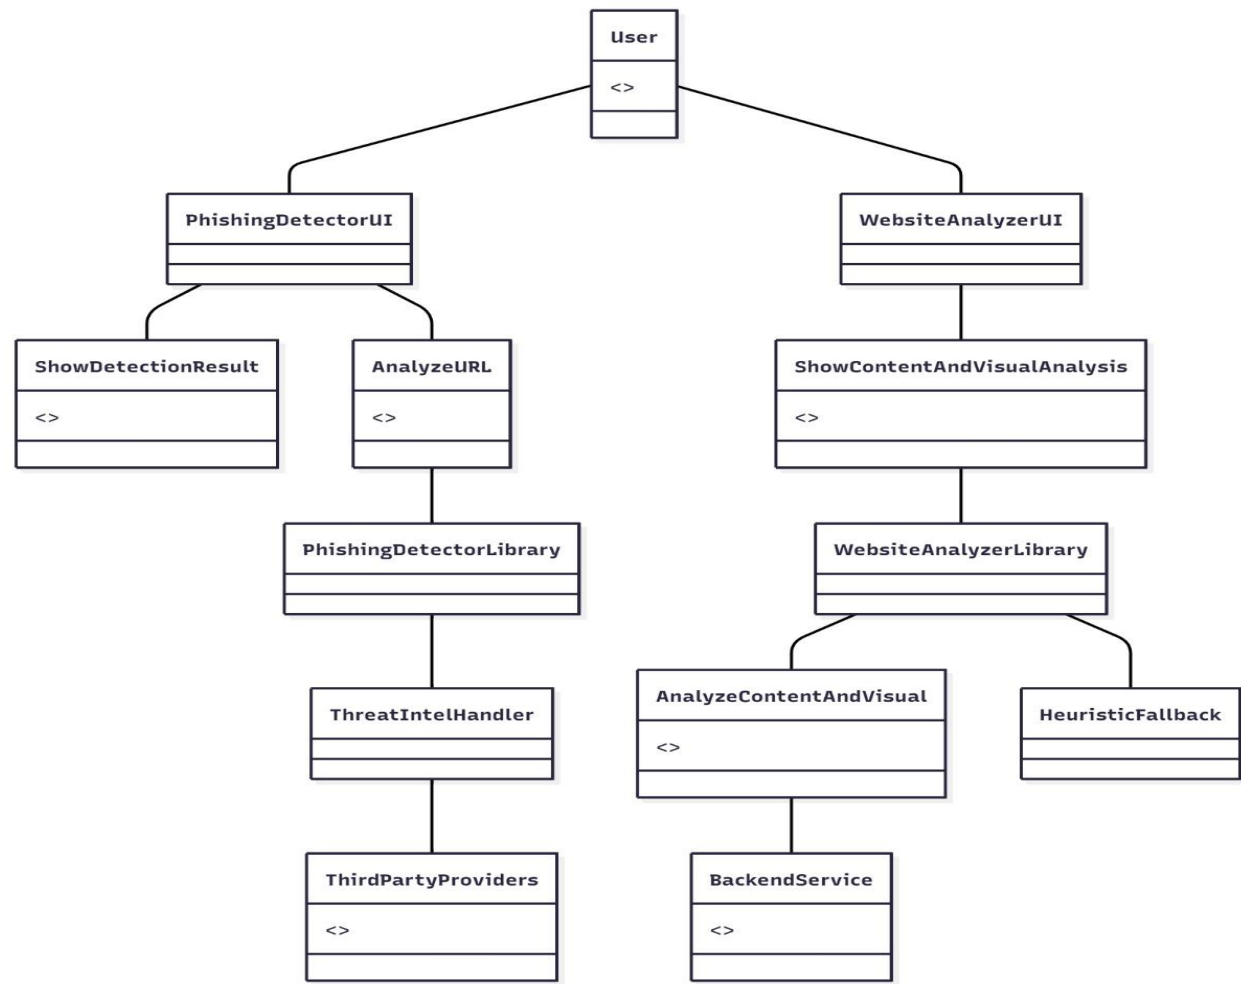 User
<>
PhishingDetectorUI
WebsiteAnalyzerUI
ShowDetectionResult
<>
AnalyzeURL
<>
ShowContentAndVisualAnalysis
<>
PhishingDetectorLibrary
WebsiteAnalyzerLibrary
AnalyzeContentAndVisual
<>
ThreatIntelHandler
HeuristicFallback
ThirdPartyProviders
<>
BackendService
<>